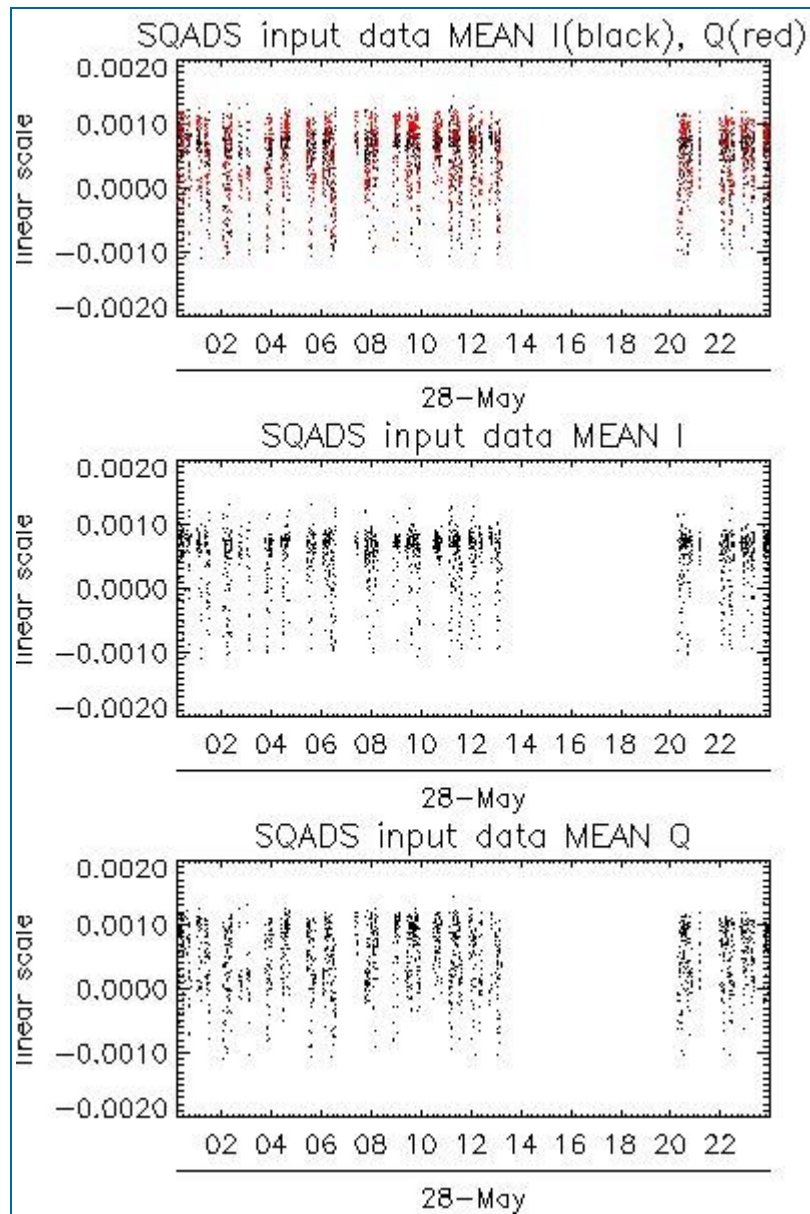 SQADS input data MEAN I(black), Q(red)
0.0020
0.0010
0.0000
−0.0010
−0.0020
linear scale
02 04 06 08 10 12 14 16 18 20 22
28−May
SQADS input data MEAN I
0.0020
0.0010
0.0000
−0.0010
−0.0020
linear scale
02 04 06 08 10 12 14 16 18 20 22
28−May
SQADS input data MEAN Q
0.0020
0.0010
0.0000
−0.0010
−0.0020
linear scale
02 04 06 08 10 12 14 16 18 20 22
28−May